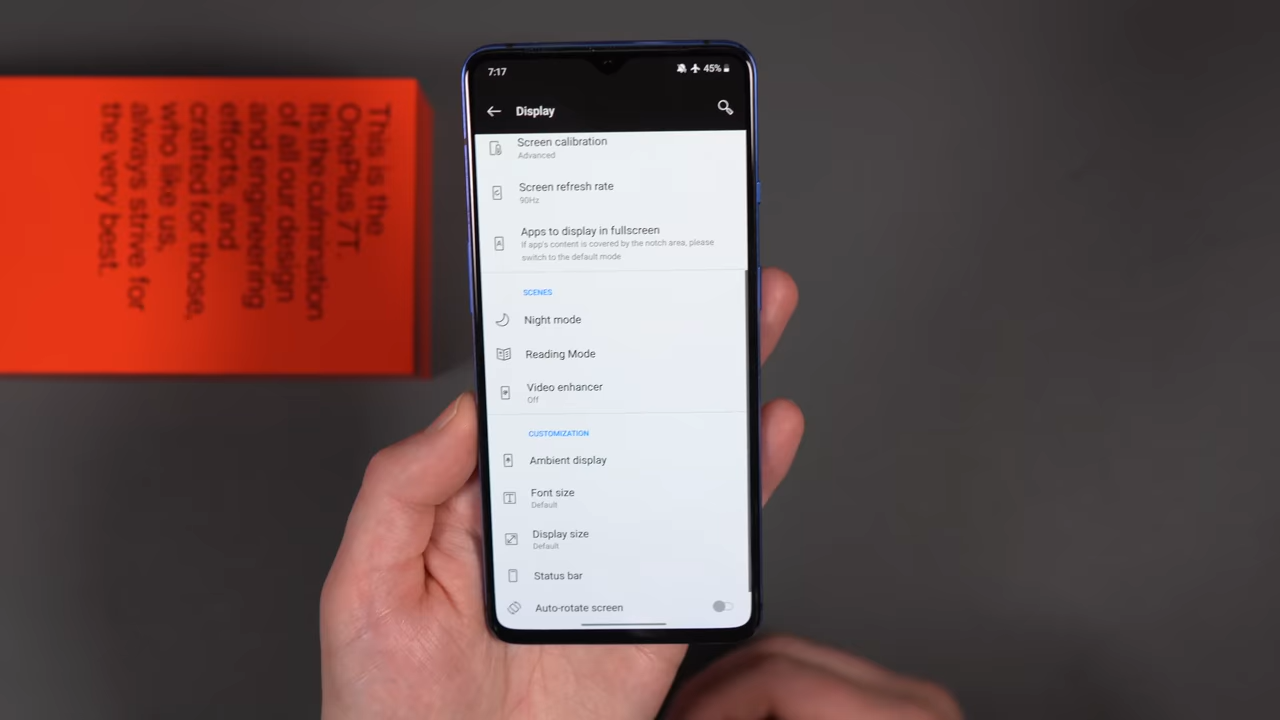 This is the
OnePlus 7T.
It's the culmination
of all our design
and engineering
efforts, and
crafted for those,
who like us,
always strive for
the very best.
7:17
45%
Display
Screen calibration
Advanced
Screen refresh rate
90Hz
Apps to display in fullscreen
If app's content is covered by the notch area, please
switch to the default mode
SCENES
Night mode
Reading Mode
Video enhancer
Off
CUSTOMIZATION
Ambient display
Font size
Default
Display size
Default
Status bar
Auto-rotate screen